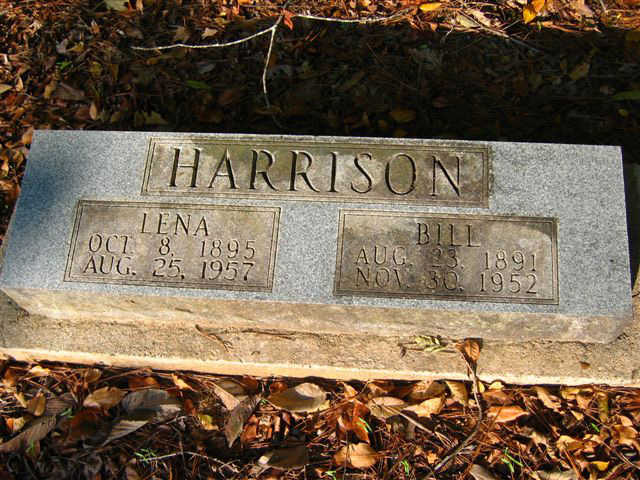 HARRISON
LENA
OCT. 8, 1895
AUG. 25, 1957
BILL
AUG. 23, 1891
NOV. 30, 1952